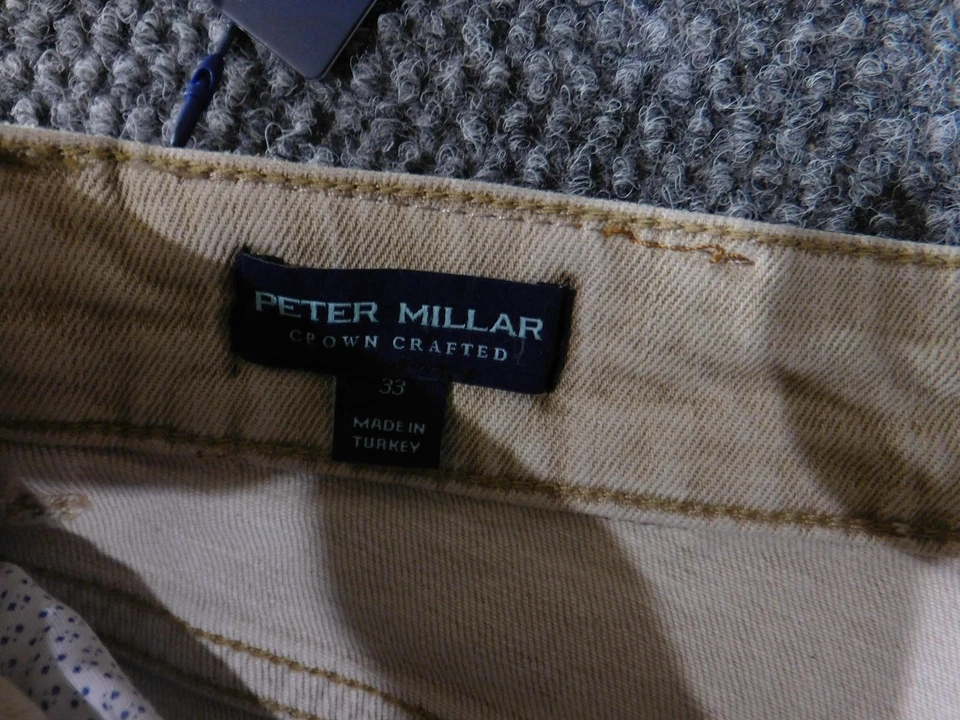 PETER MILLAR
CROWN CRAFTED
33
MADE IN
TURKEY